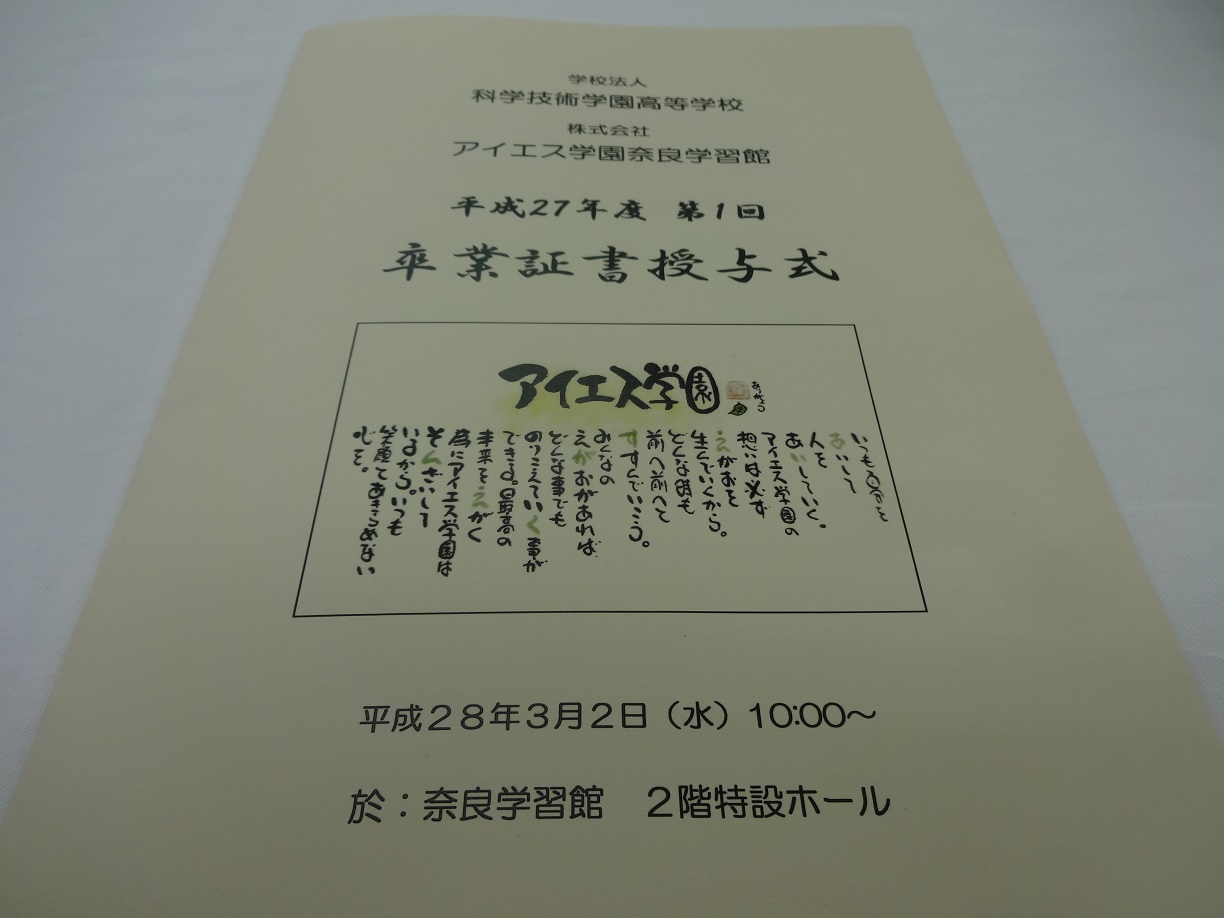 学校法人
科学技術学園高等学校
株式会社
アイエス学園奈良学習館
平成27年度 第1回
卒業証書授与式
アイエス学園
ありがとう
いつも自分を
あいして
人を
あいしていく。
アイエス学園の
想いは必ず
えがおを
生んでいくから。
どんな時も
前へ前へと
すすんでいこう。
みんなの
えがおがあれば、
どんな事でも
のりこえていく事が
できる。最高の
未来をえがく
為にアイエス学園は
そんざいして
いるから。いつも
笑顔であきらめない
心を。
平成28年3月2日(水)10:00~
於:奈良学習館 2階特設ホール